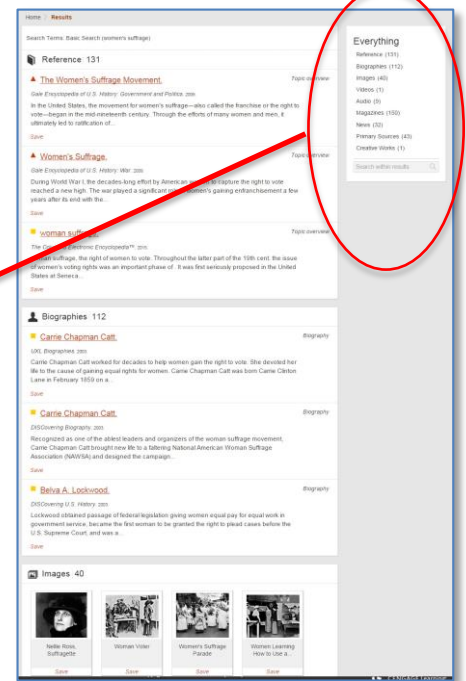 Home Results
Search Terms: Basic Search (women's suffrage)
Reference 131
The Women's Suffrage Movement.
Topic overview
Gale Encyclopedia of U.S. History: Government and Politics. 2009.
In the United States, the movement for women's suffrage—also called the franchise or the right to
vote—began in the mid-nineteenth century. Through the efforts of many women and men, it
ultimately led to ratification of...
Save
Women's Suffrage.
Topic overview
Gale Encyclopedia of U.S. History: War. 2008.
During World War I, the decades-long effort by American to capture the right to vote
reached a new high. The war played a significant women's gaining enfranchisement a few
years after its end with the...
Save
woman suffrage.
Topic overview
The Electronic Encyclopedia™.
suffrage, the right of women to vote. Throughout the latter part of the 19th cent. the issue
of women's voting rights was an important phase of . It was first seriously proposed in the United
States at Seneca...
Save
Biographies 112
Carrie Chapman Catt.
Biography
UXL Biographies. 2003.
Carrie Chapman Catt worked for decades to help women gain the right to vote. She devoted her
life to the cause of gaining equal rights for women. Carrie Chapman Catt was born Carrie Clinton
Lane in February 1859 on a...
Save
Carrie Chapman Catt.
Biography
DISCovering Biography. 2003.
Recognized as one of the ablest leaders and organizers of the woman suffrage movement,
Carrie Chapman Catt brought new life to a faltering National American Woman Suffrage
Association (NAWSA) and designed the campaign...
Save
Belva A. Lockwood.
Biography
DISCovering U.S. History. 2003.
Lockwood obtained passage of federal legislation giving women equal pay for equal work in
government service, became the first woman to be granted the right to plead cases before the
U.S. Supreme Court, and was a...
Save
Images 40
Nellie Ross, Suffragette
Save
Woman Voter
Save
Women's Suffrage Parade
Save
Women Learning How to Use a...
Save
Everything
Reference (131)
Biographies (112)
Images (40)
Videos (1)
Magazines (150)
News (32)
Primary Sources (43)
Creative Works (1)
Search within results